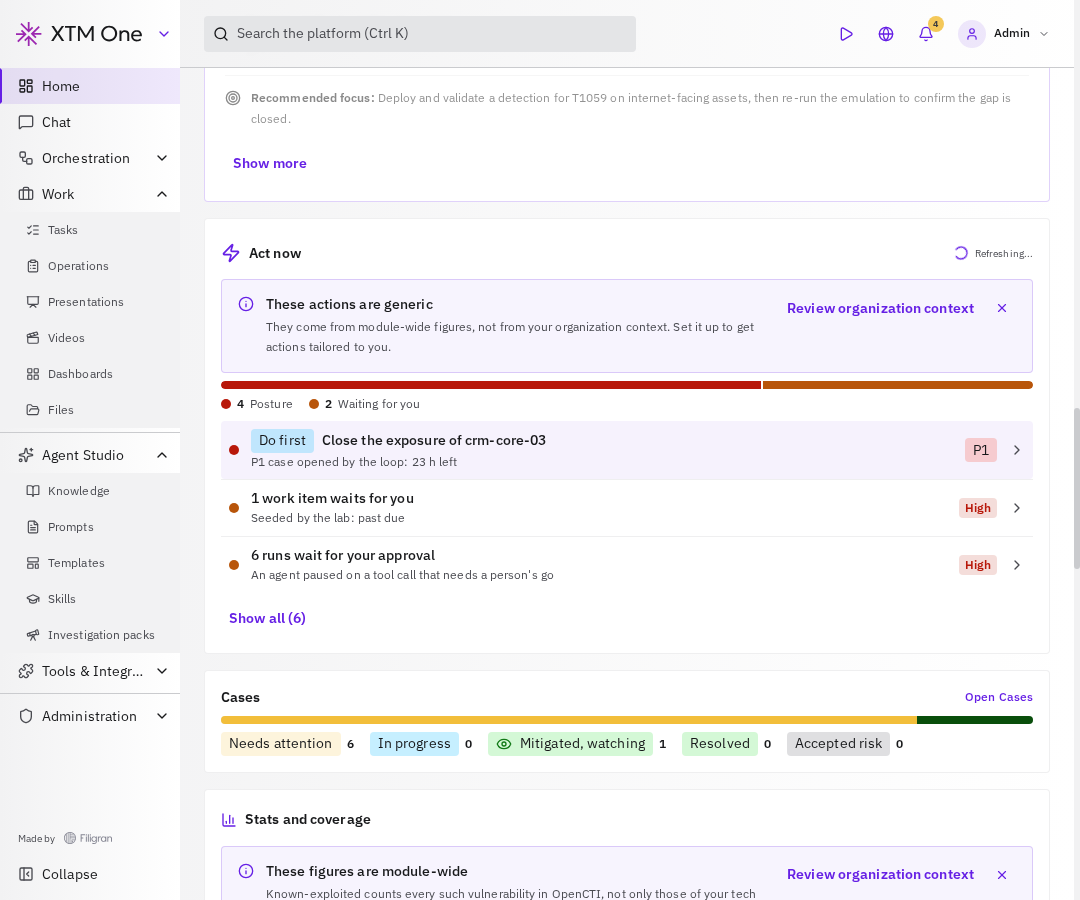 XTM One
Search the platform (Ctrl K)
4
Admin
Home
Chat
Orchestration
Work
Tasks
Operations
Presentations
Videos
Dashboards
Files
Agent Studio
Knowledge
Prompts
Templates
Skills
Investigation packs
Tools & Integr...
Administration
Made by Filigran
Collapse
Recommended focus: Deploy and validate a detection for T1059 on internet-facing assets, then re-run the emulation to confirm the gap is
closed.
Show more
Act now
Refreshing...
These actions are generic
Review organization context
They come from module-wide figures, not from your organization context. Set it up to get
actions tailored to you.
4 Posture 2 Waiting for you
Do first Close the exposure of crm-core-03
P1 case opened by the loop: 23 h left
P1
1 work item waits for you
Seeded by the lab: past due
High
6 runs wait for your approval
An agent paused on a tool call that needs a person's go
High
Show all (6)
Cases
Open Cases
Needs attention 6 In progress 0 Mitigated, watching 1 Resolved 0 Accepted risk 0
Stats and coverage
These figures are module-wide
Review organization context
Known-exploited counts every such vulnerability in OpenCTI, not only those of your tech